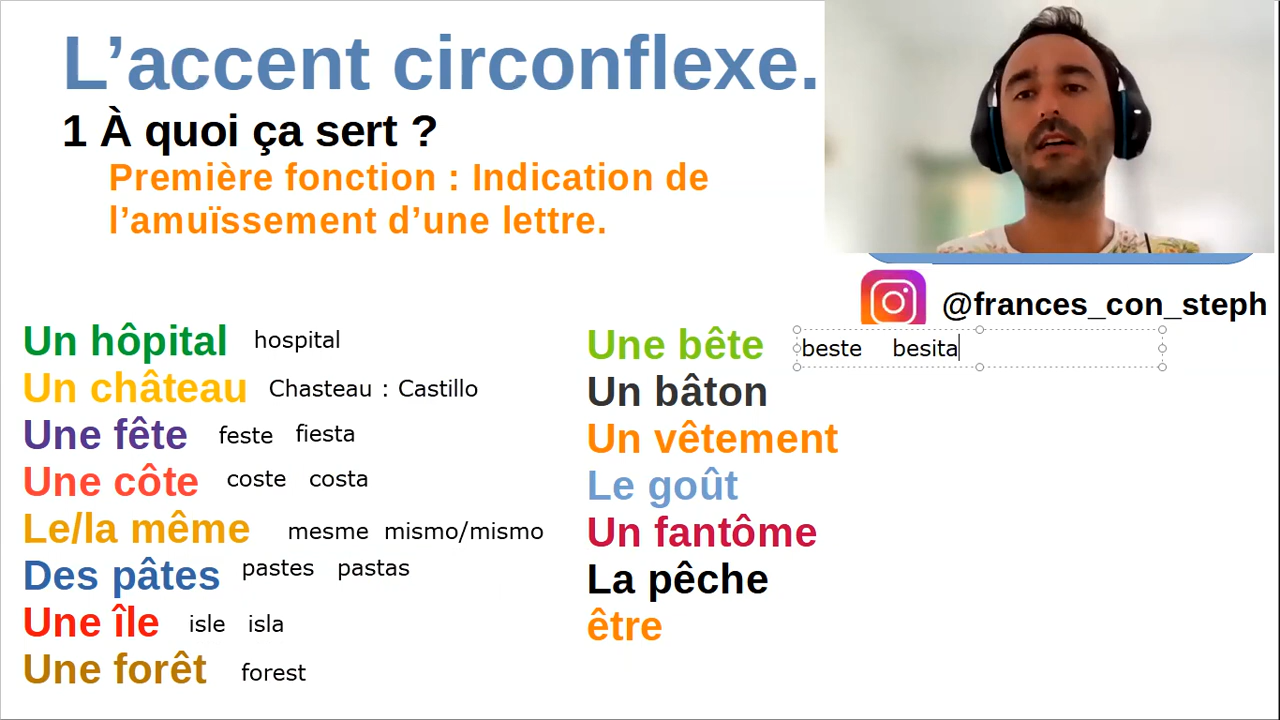 L’accent circonflexe.
1 À quoi ça sert ?
Première fonction : Indication de
l’amuïssement d’une lettre.
@frances_con_steph
Un hôpital hospital
Un château Chasteau : Castillo
Une fête feste fiesta
Une côte coste costa
Le/la même mesme mismo/mismo
Des pâtes pastes pastas
Une île isle isla
Une forêt forest
Une bête beste besita
Un bâton
Un vêtement
Le goût
Un fantôme
La pêche
être